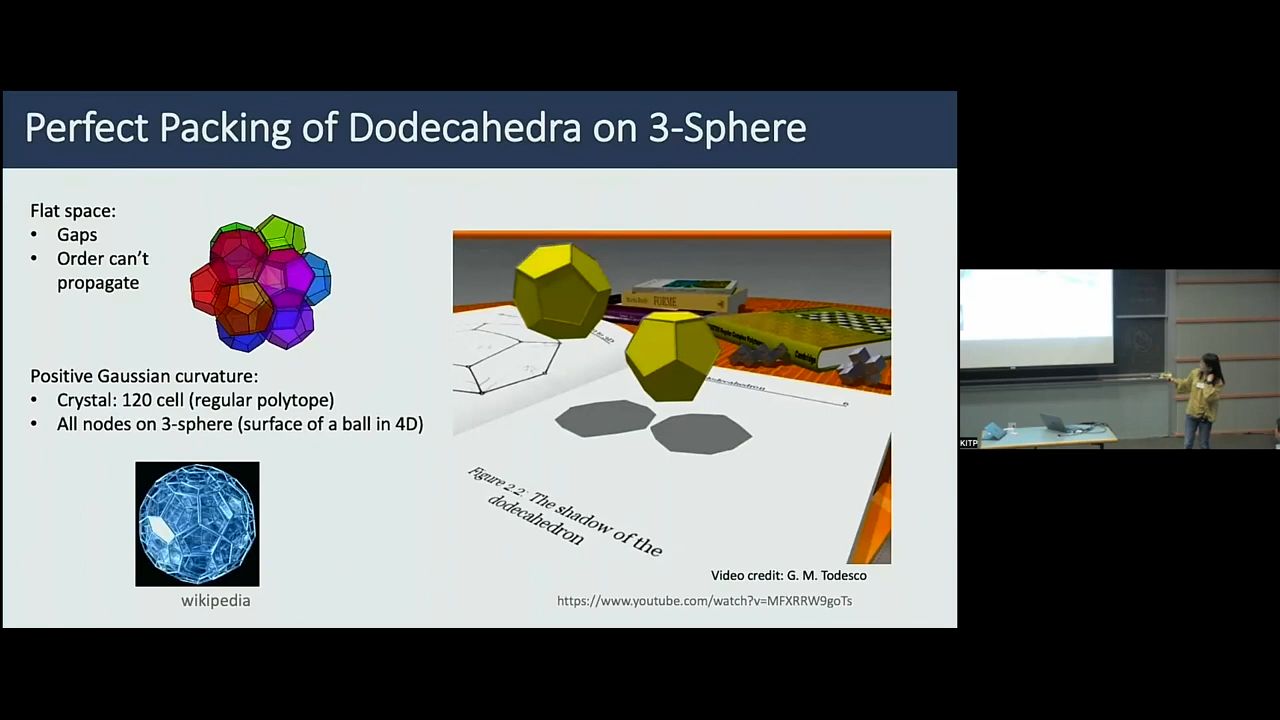 Perfect Packing of Dodecahedra on 3-Sphere
Flat space:
• Gaps
• Order can't
propagate
Positive Gaussian curvature:
• Crystal: 120 cell (regular polytope)
• All nodes on 3-sphere (surface of a ball in 4D)
wikipedia
FORME
Cambridge
Figure 2.2: The shadow of the
dodecahedron
Video credit: G. M. Todesco
https://www.youtube.com/watch?v=MFXRRW9goTs
KITP